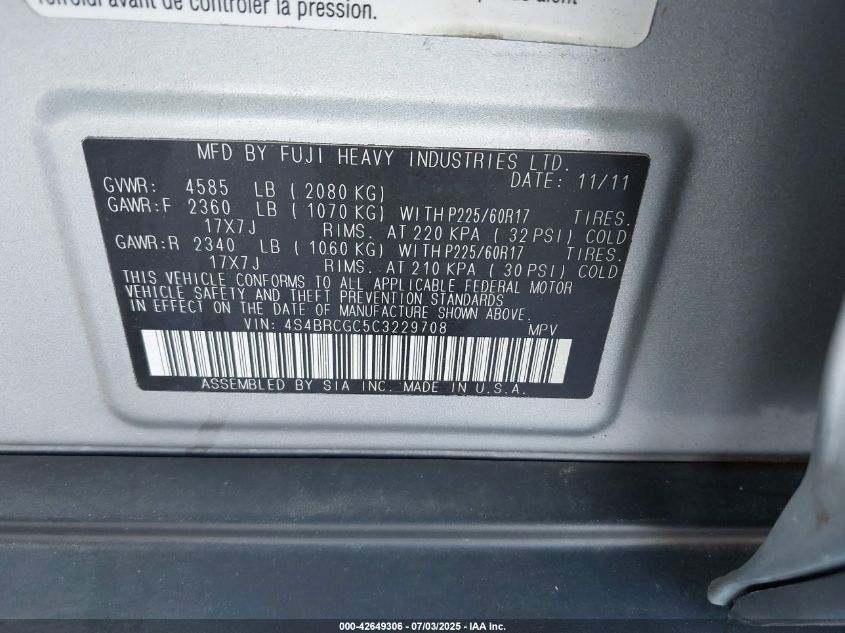 refroidi avant de contrôler la pression.
MFD BY FUJI HEAVY INDUSTRIES LTD.
DATE: 11/11
GVWR: 4585 LB ( 2080 KG)
GAWR:F 2360 LB ( 1070 KG) WITH P225/60R17 TIRES.
17X7J RIMS. AT 220 KPA ( 32 PSI) COLD
GAWR:R 2340 LB ( 1060 KG) WITH P225/60R17 TIRES.
17X7J RIMS. AT 210 KPA ( 30 PSI) COLD
THIS VEHICLE CONFORMS TO ALL APPLICABLE FEDERAL MOTOR
VEHICLE SAFETY AND THEFT PREVENTION STANDARDS
IN EFFECT ON THE DATE OF MANUFACTURE SHOWN ABOVE.
VIN: 4S4BRCGC5C3229708 MPV
ASSEMBLED BY SIA INC. MADE IN U.S.A.
000-42649306 - 07/03/2025 - IAA Inc.